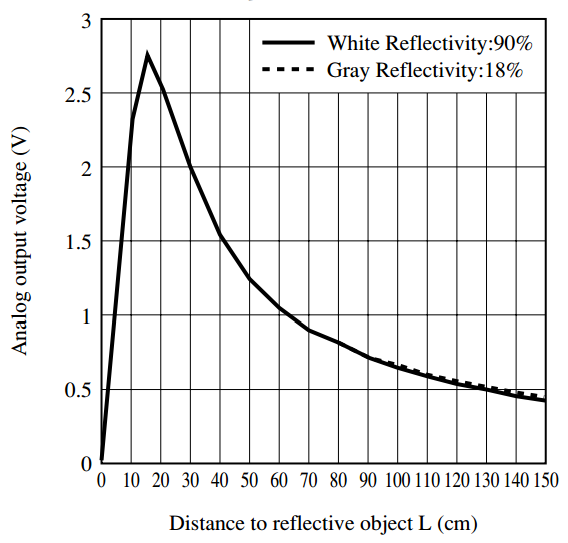 3
White Reflectivity:90%
Gray Reflectivity:18%
2.5
2
1.5
1
0.5
0
Analog output voltage (V)
0 10 20 30 40 50 60 70 80 90 100 110 120 130 140 150
Distance to reflective object L (cm)